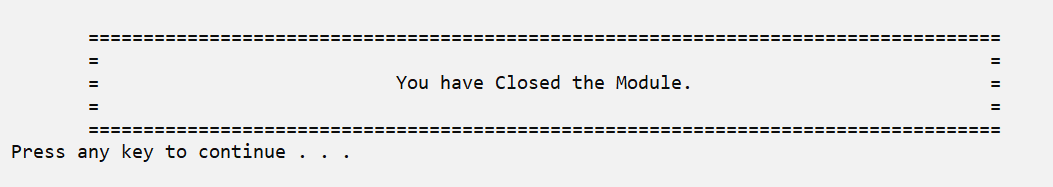 ===================================================================================
=                                                                                 =
=                           You have Closed the Module.                           =
=                                                                                 =
===================================================================================
Press any key to continue . . .